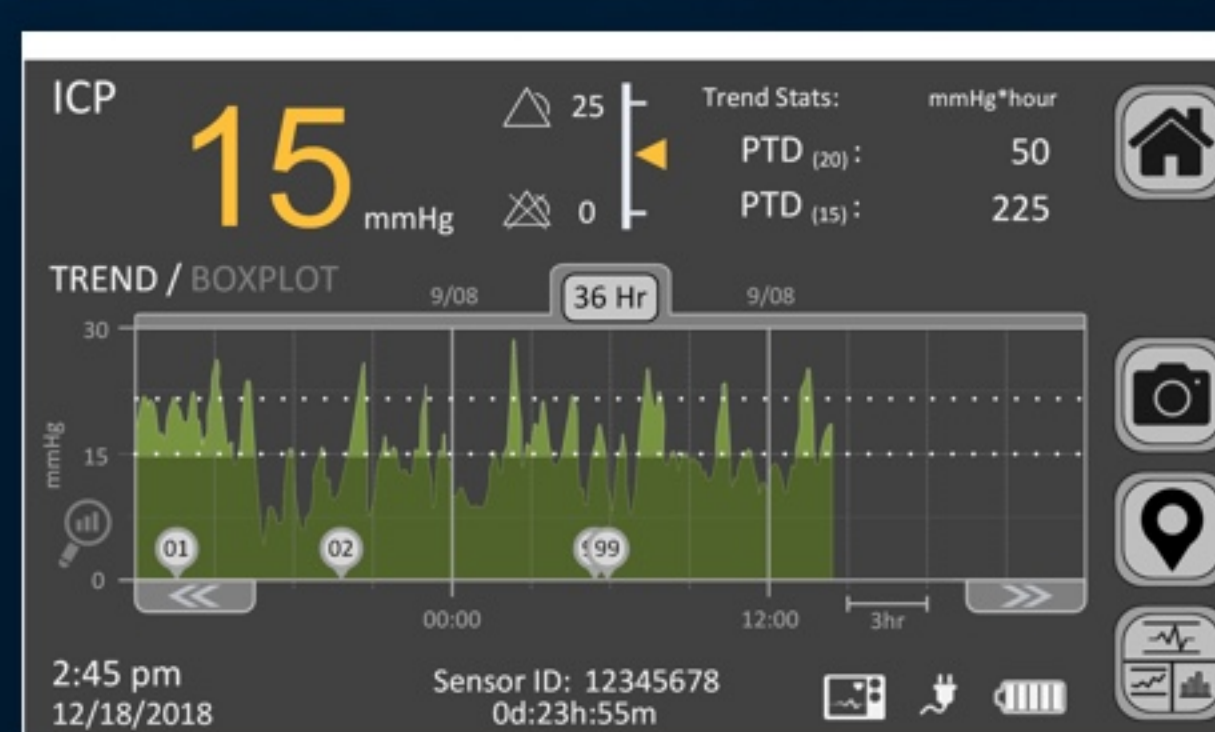 ICP
15 mmHg
25
0
Trend Stats: mmHg*hour
PTD (20): 50
PTD (15): 225
TREND / BOXPLOT
9/08
36 Hr
9/08
30
15
0
mmHg
01
02
99
00:00
12:00
3hr
2:45 pm
12/18/2018
Sensor ID: 12345678
0d:23h:55m